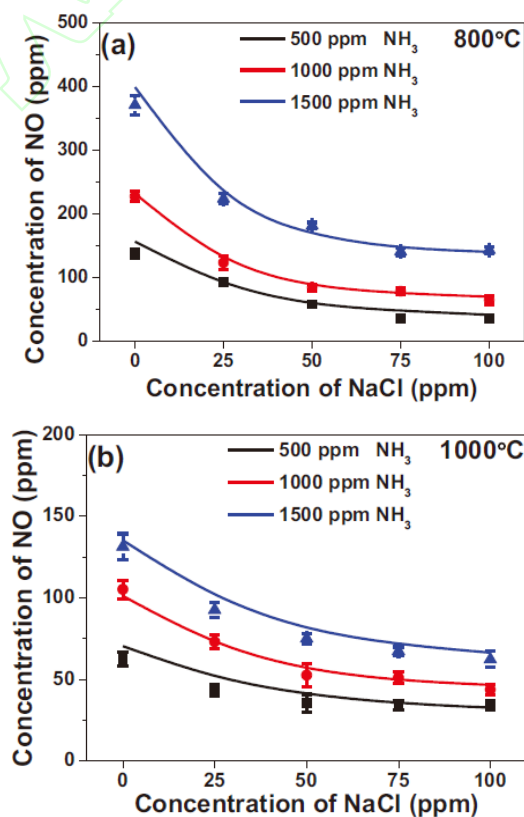 (a)
800°C
500 ppm NH₃
1000 ppm NH₃
1500 ppm NH₃
Concentration of NO (ppm)
500
400
300
200
100
0
0 25 50 75 100
Concentration of NaCl (ppm)
(b)
1000°C
500 ppm NH₃
1000 ppm NH₃
1500 ppm NH₃
Concentration of NO (ppm)
200
150
100
50
0
0 25 50 75 100
Concentration of NaCl (ppm)